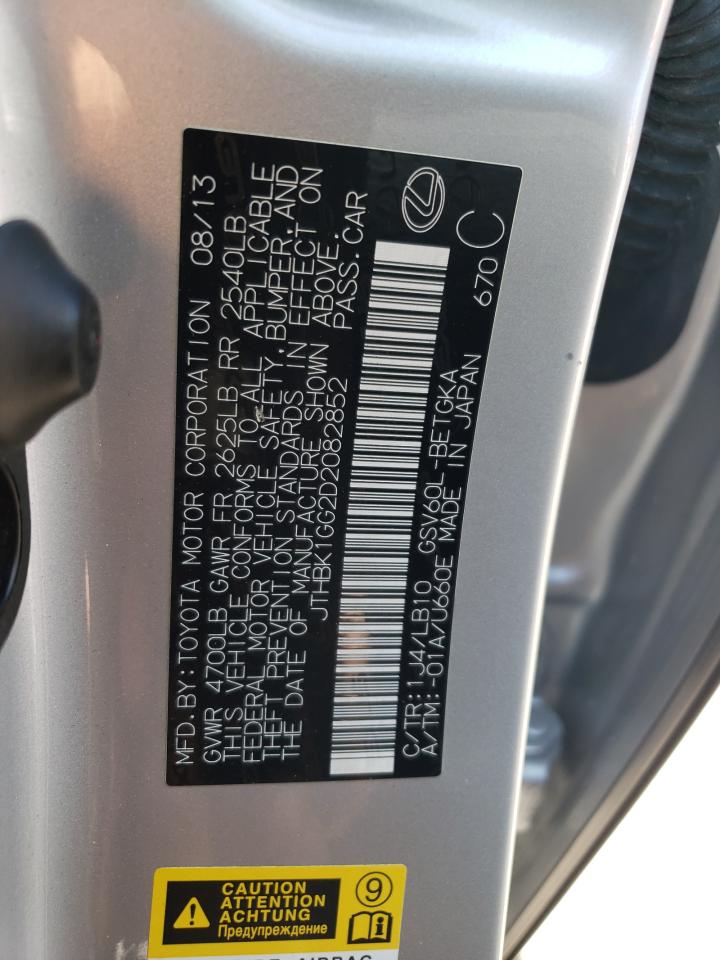 MFD.BY:TOYOTA MOTOR CORPORATION 08/13
GVWR 4700LB GAWR FR 2625LB RR 2540LB
THIS VEHICLE CONFORMS TO ALL APPLICABLE
FEDERAL MOTOR VEHICLE SAFETY, BUMPER, AND
THEFT PREVENTION STANDARDS IN EFFECT ON
THE DATE OF MANUFACTURE SHOWN ABOVE.
JTHBK1GG2D2082852 PASS.CAR
C/TR:1J4/LB10 GSV60L-BETGKA
A/TM:-01A/U660E MADE IN JAPAN
670 C
CAUTION
ATTENTION
ACHTUNG
Предупреждение
9
AIRBAG